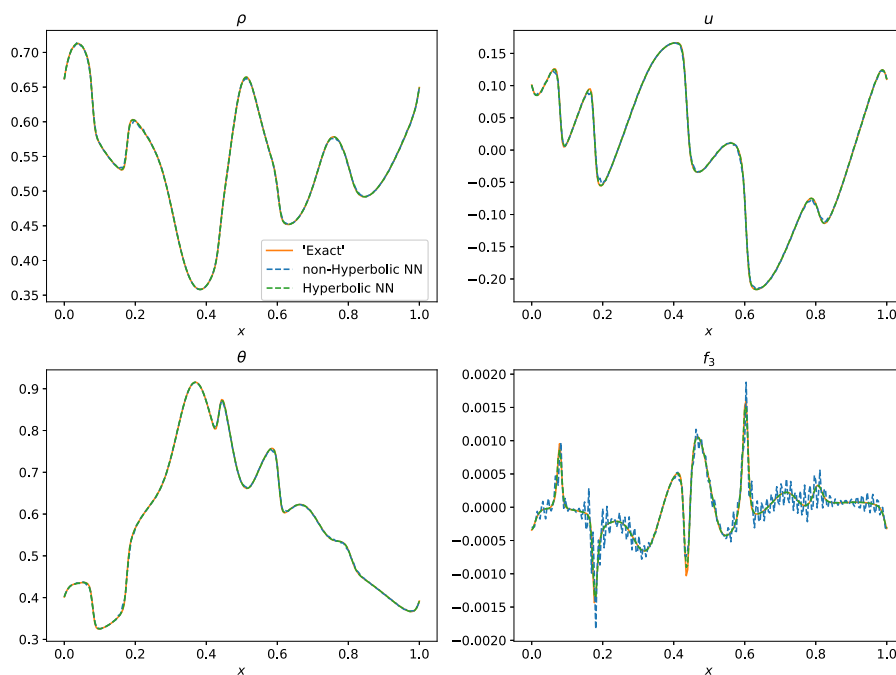 ρ
0.70
0.65
0.60
0.55
0.50
0.45
0.40
0.35
0.0 0.2 0.4 0.6 0.8 1.0
x
'Exact'
non-Hyperbolic NN
Hyperbolic NN
u
0.15
0.10
0.05
0.00
−0.05
−0.10
−0.15
−0.20
0.0 0.2 0.4 0.6 0.8 1.0
x
θ
0.9
0.8
0.7
0.6
0.5
0.4
0.3
0.0 0.2 0.4 0.6 0.8 1.0
x
f₃
0.0020
0.0015
0.0010
0.0005
0.0000
−0.0005
−0.0010
−0.0015
−0.0020
0.0 0.2 0.4 0.6 0.8 1.0
x